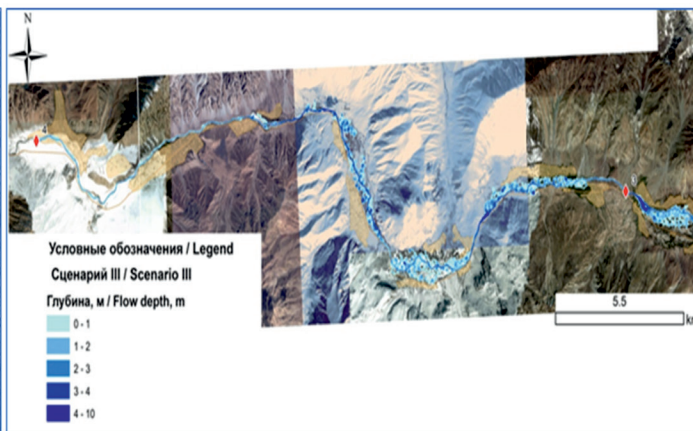 N
Условные обозначения / Legend
Сценарий III / Scenario III
Глубина, м / Flow depth, m
0 - 1
1 - 2
2 - 3
3 - 4
4 - 10
5.5